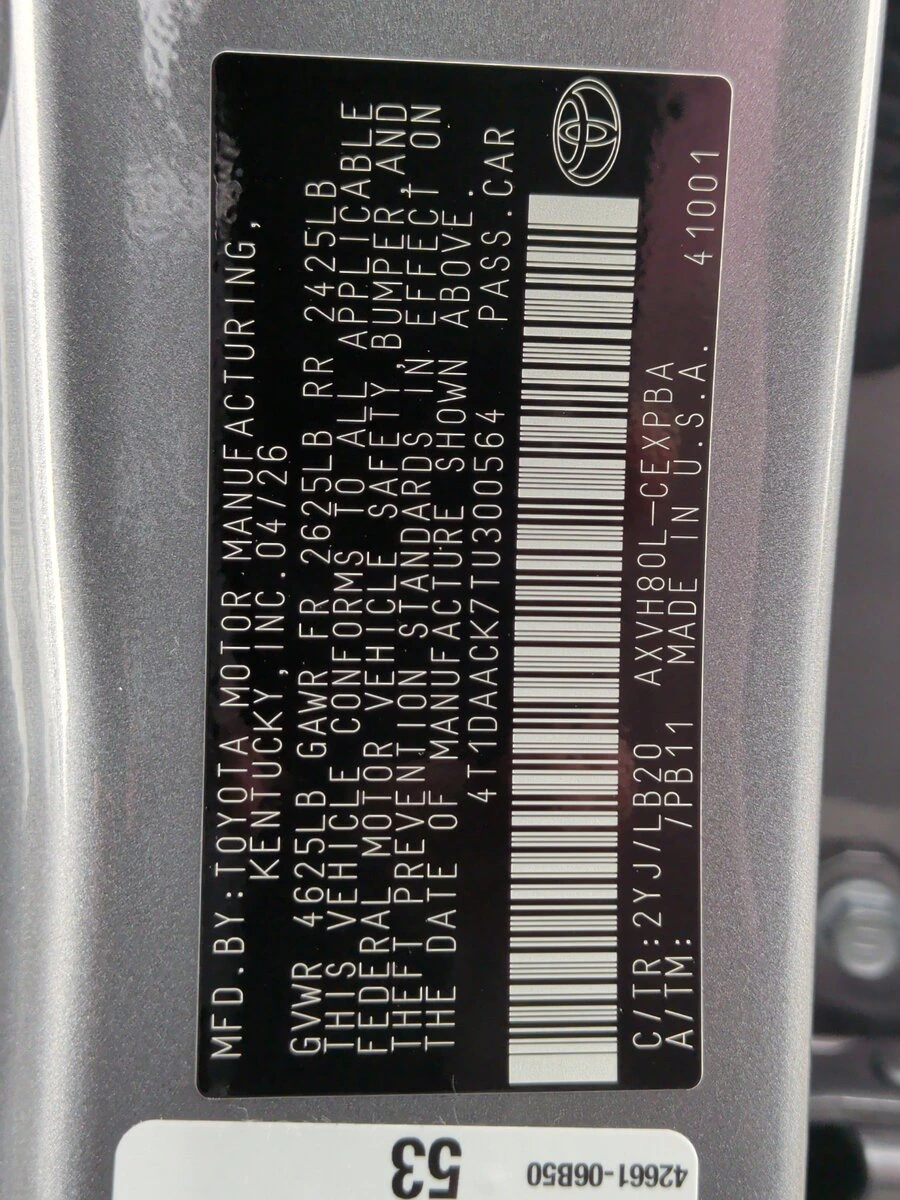 MFD.BY:TOYOTA MOTOR MANUFACTURING,
KENTUCKY,INC.04/26
GVWR 4625LB GAWR FR 2625LB RR 2425LB
THIS VEHICLE CONFORMS TO ALL APPLICABLE
FEDERAL MOTOR VEHICLE SAFETY,BUMPER,AND
THEFT PREVENTION STANDARDS IN EFFECT ON
THE DATE OF MANUFACTURE SHOWN ABOVE.
4T1DAACK7TU300564 PASS.CAR
C/TR:2YJ/LB20 AXVH80L-CEXPBA
A/TM: /PB11 MADE IN U.S.A. 41001
53
42661-06B50